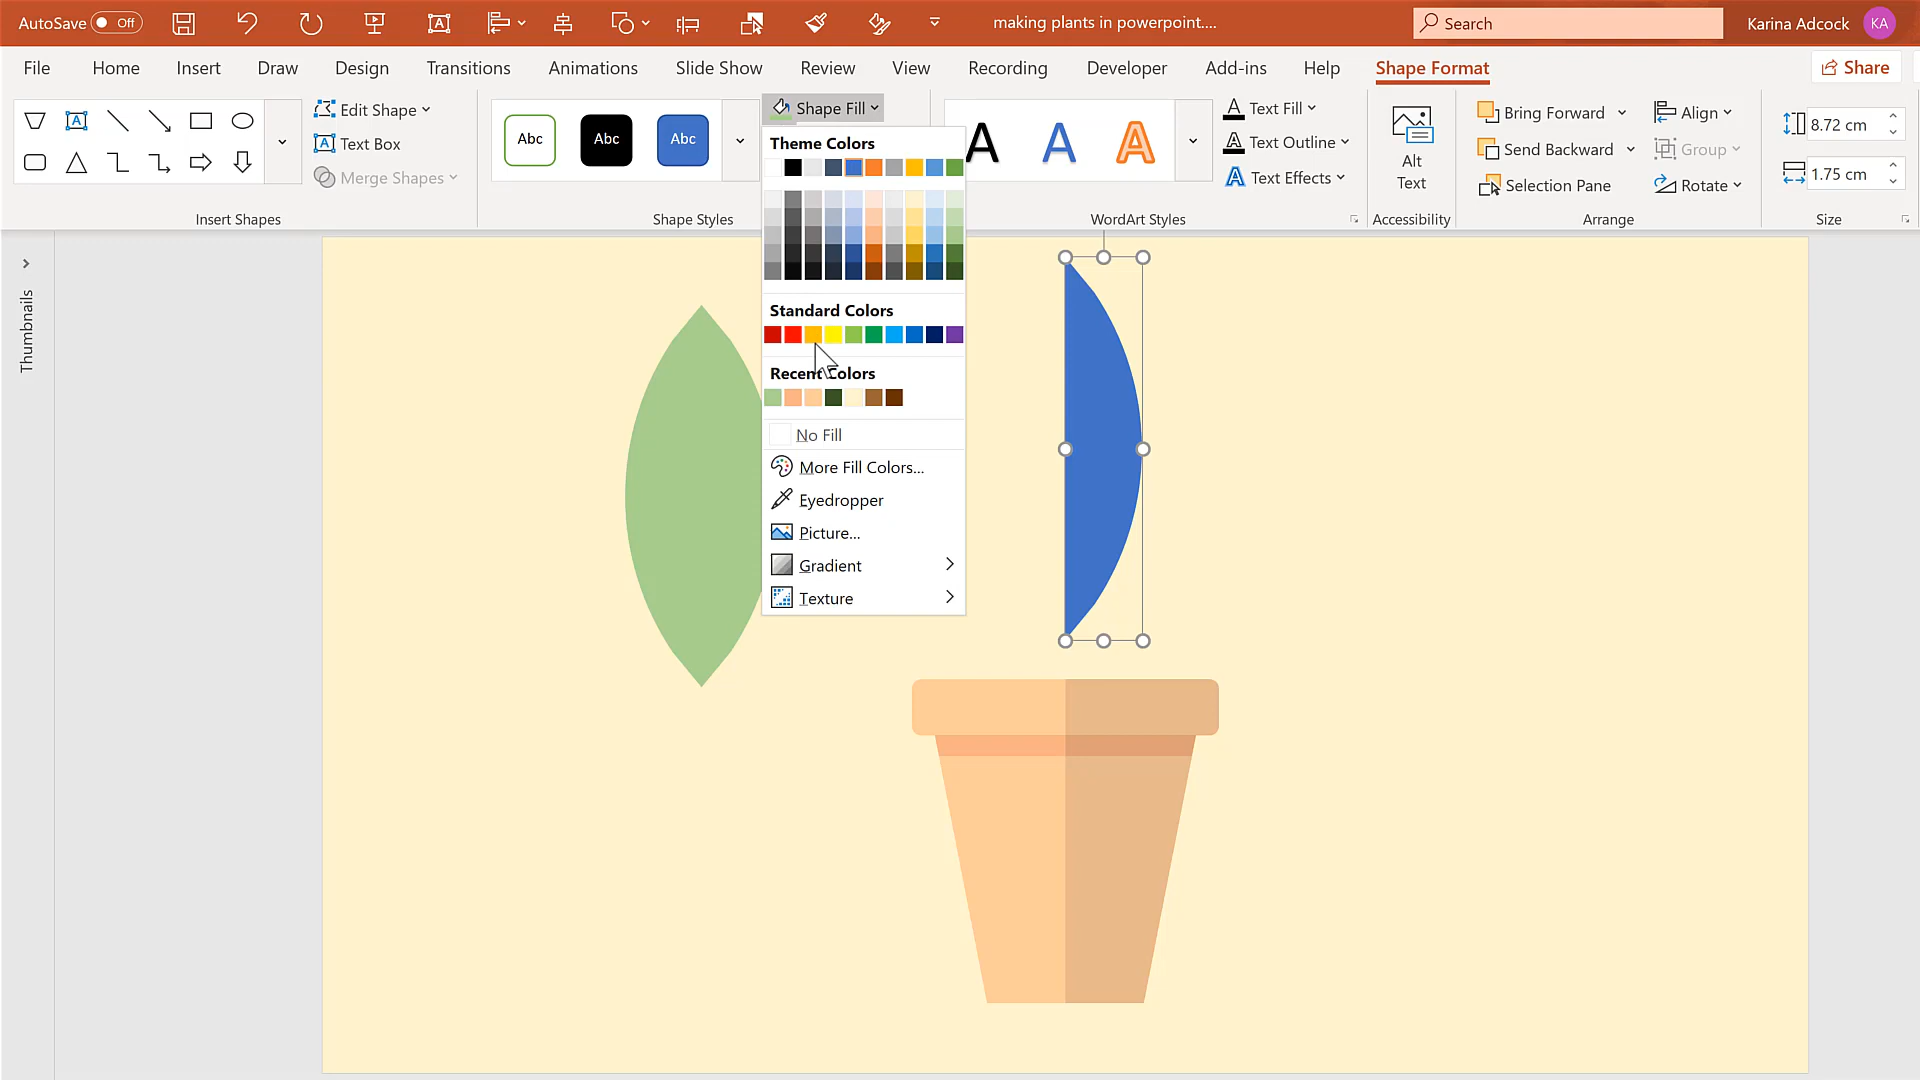 AutoSave Off
making plants in powerpoint....
Search
Karina Adcock KA
File Home Insert Draw Design Transitions Animations Slide Show Review View Recording Developer Add-ins Help Shape Format
Share
Edit Shape
Text Box
Merge Shapes
Insert Shapes
Abc Abc Abc
Shape Styles
Shape Fill
Theme Colors
Standard Colors
Recent Colors
No Fill
More Fill Colors...
Eyedropper
Picture...
Gradient
Texture
A A A
WordArt Styles
Text Fill
Text Outline
Text Effects
Alt
Text
Accessibility
Bring Forward
Send Backward
Selection Pane
Align
Group
Rotate
Arrange
8.72 cm
1.75 cm
Size
Thumbnails